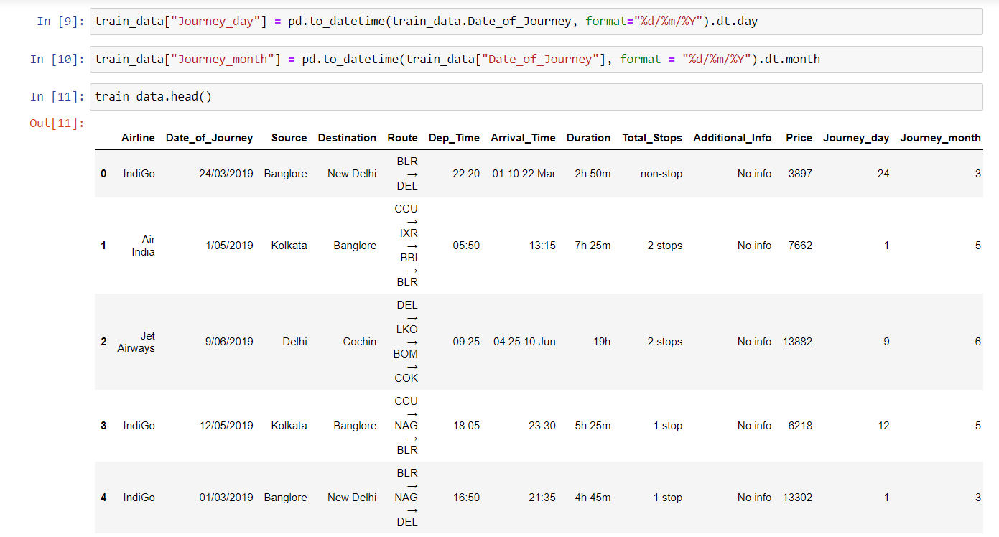 In [9]: train_data["Journey_day"] = pd.to_datetime(train_data.Date_of_Journey, format="%d/%m/%Y").dt.day
In [10]: train_data["Journey_month"] = pd.to_datetime(train_data["Date_of_Journey"], format = "%d/%m/%Y").dt.month
In [11]: train_data.head()
Out[11]:
Airline Date_of_Journey Source Destination Route Dep_Time Arrival_Time Duration Total_Stops Additional_Info Price Journey_day Journey_month
BLR
→
0 IndiGo 24/03/2019 Banglore New Delhi 22:20 01:10 22 Mar 2h 50m non-stop No info 3897 24 3
DEL
CCU
→
IXR
1 Air India 1/05/2019 Kolkata Banglore → 05:50 13:15 7h 25m 2 stops No info 7662 1 5
BBI
→
BLR
DEL
→
LKO
2 Jet Airways 9/06/2019 Delhi Cochin → 09:25 04:25 10 Jun 19h 2 stops No info 13882 9 6
BOM
→
COK
CCU
→
3 IndiGo 12/05/2019 Kolkata Banglore NAG 18:05 23:30 5h 25m 1 stop No info 6218 12 5
→
BLR
BLR
→
4 IndiGo 01/03/2019 Banglore New Delhi NAG 16:50 21:35 4h 45m 1 stop No info 13302 1 3
→
DEL